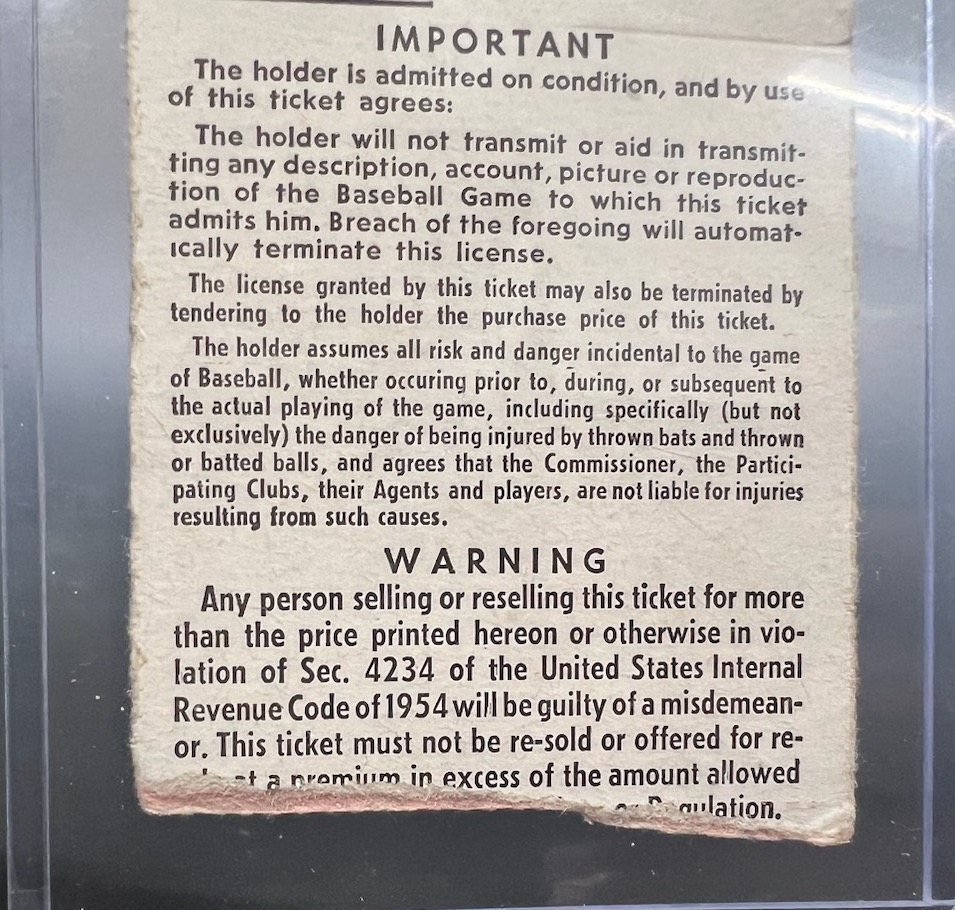 IMPORTANT
The holder is admitted on condition, and by use
of this ticket agrees:
The holder will not transmit or aid in transmit-
ting any description, account, picture or reproduc-
tion of the Baseball Game to which this ticket
admits him. Breach of the foregoing will automat-
ically terminate this license.
The license granted by this ticket may also be terminated by
tendering to the holder the purchase price of this ticket.
The holder assumes all risk and danger incidental to the game
of Baseball, whether occuring prior to, during, or subsequent to
the actual playing of the game, including specifically (but not
exclusively) the danger of being injured by thrown bats and thrown
or batted balls, and agrees that the Commissioner, the Partici-
pating Clubs, their Agents and players, are not liable for injuries
resulting from such causes.
WARNING
Any person selling or reselling this ticket for more
than the price printed hereon or otherwise in vio-
lation of Sec. 4234 of the United States Internal
Revenue Code of 1954 will be guilty of a misdemean-
or. This ticket must not be re-sold or offered for re-
at a premium in excess of the amount allowed
or Regulation.